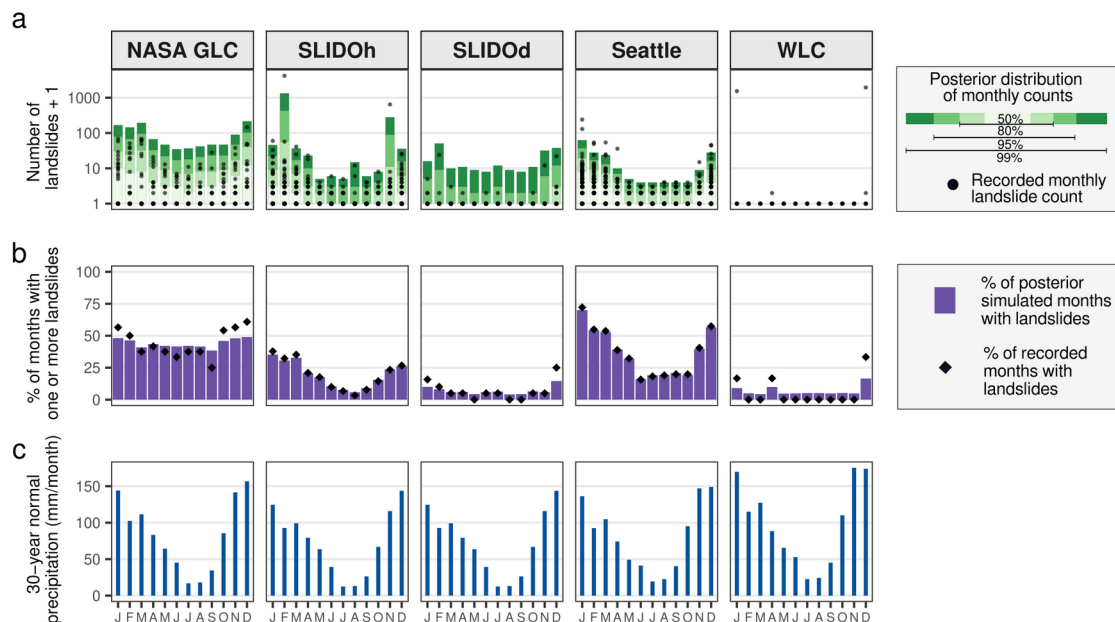 a
NASA GLC
SLIDOh
SLIDOd
Seattle
WLC
Number of
landslides + 1
1000
100
10
1
Posterior distribution
of monthly counts
50%
80%
95%
99%
Recorded monthly
landslide count
b
% of months with
one or more landslides
100
75
50
25
0
% of posterior
simulated months
with landslides
% of recorded
months with
landslides
c
30−year normal
precipitation (mm/month)
150
100
50
0
J F M A M J J A S O N D
J F M A M J J A S O N D
J F M A M J J A S O N D
J F M A M J J A S O N D
J F M A M J J A S O N D